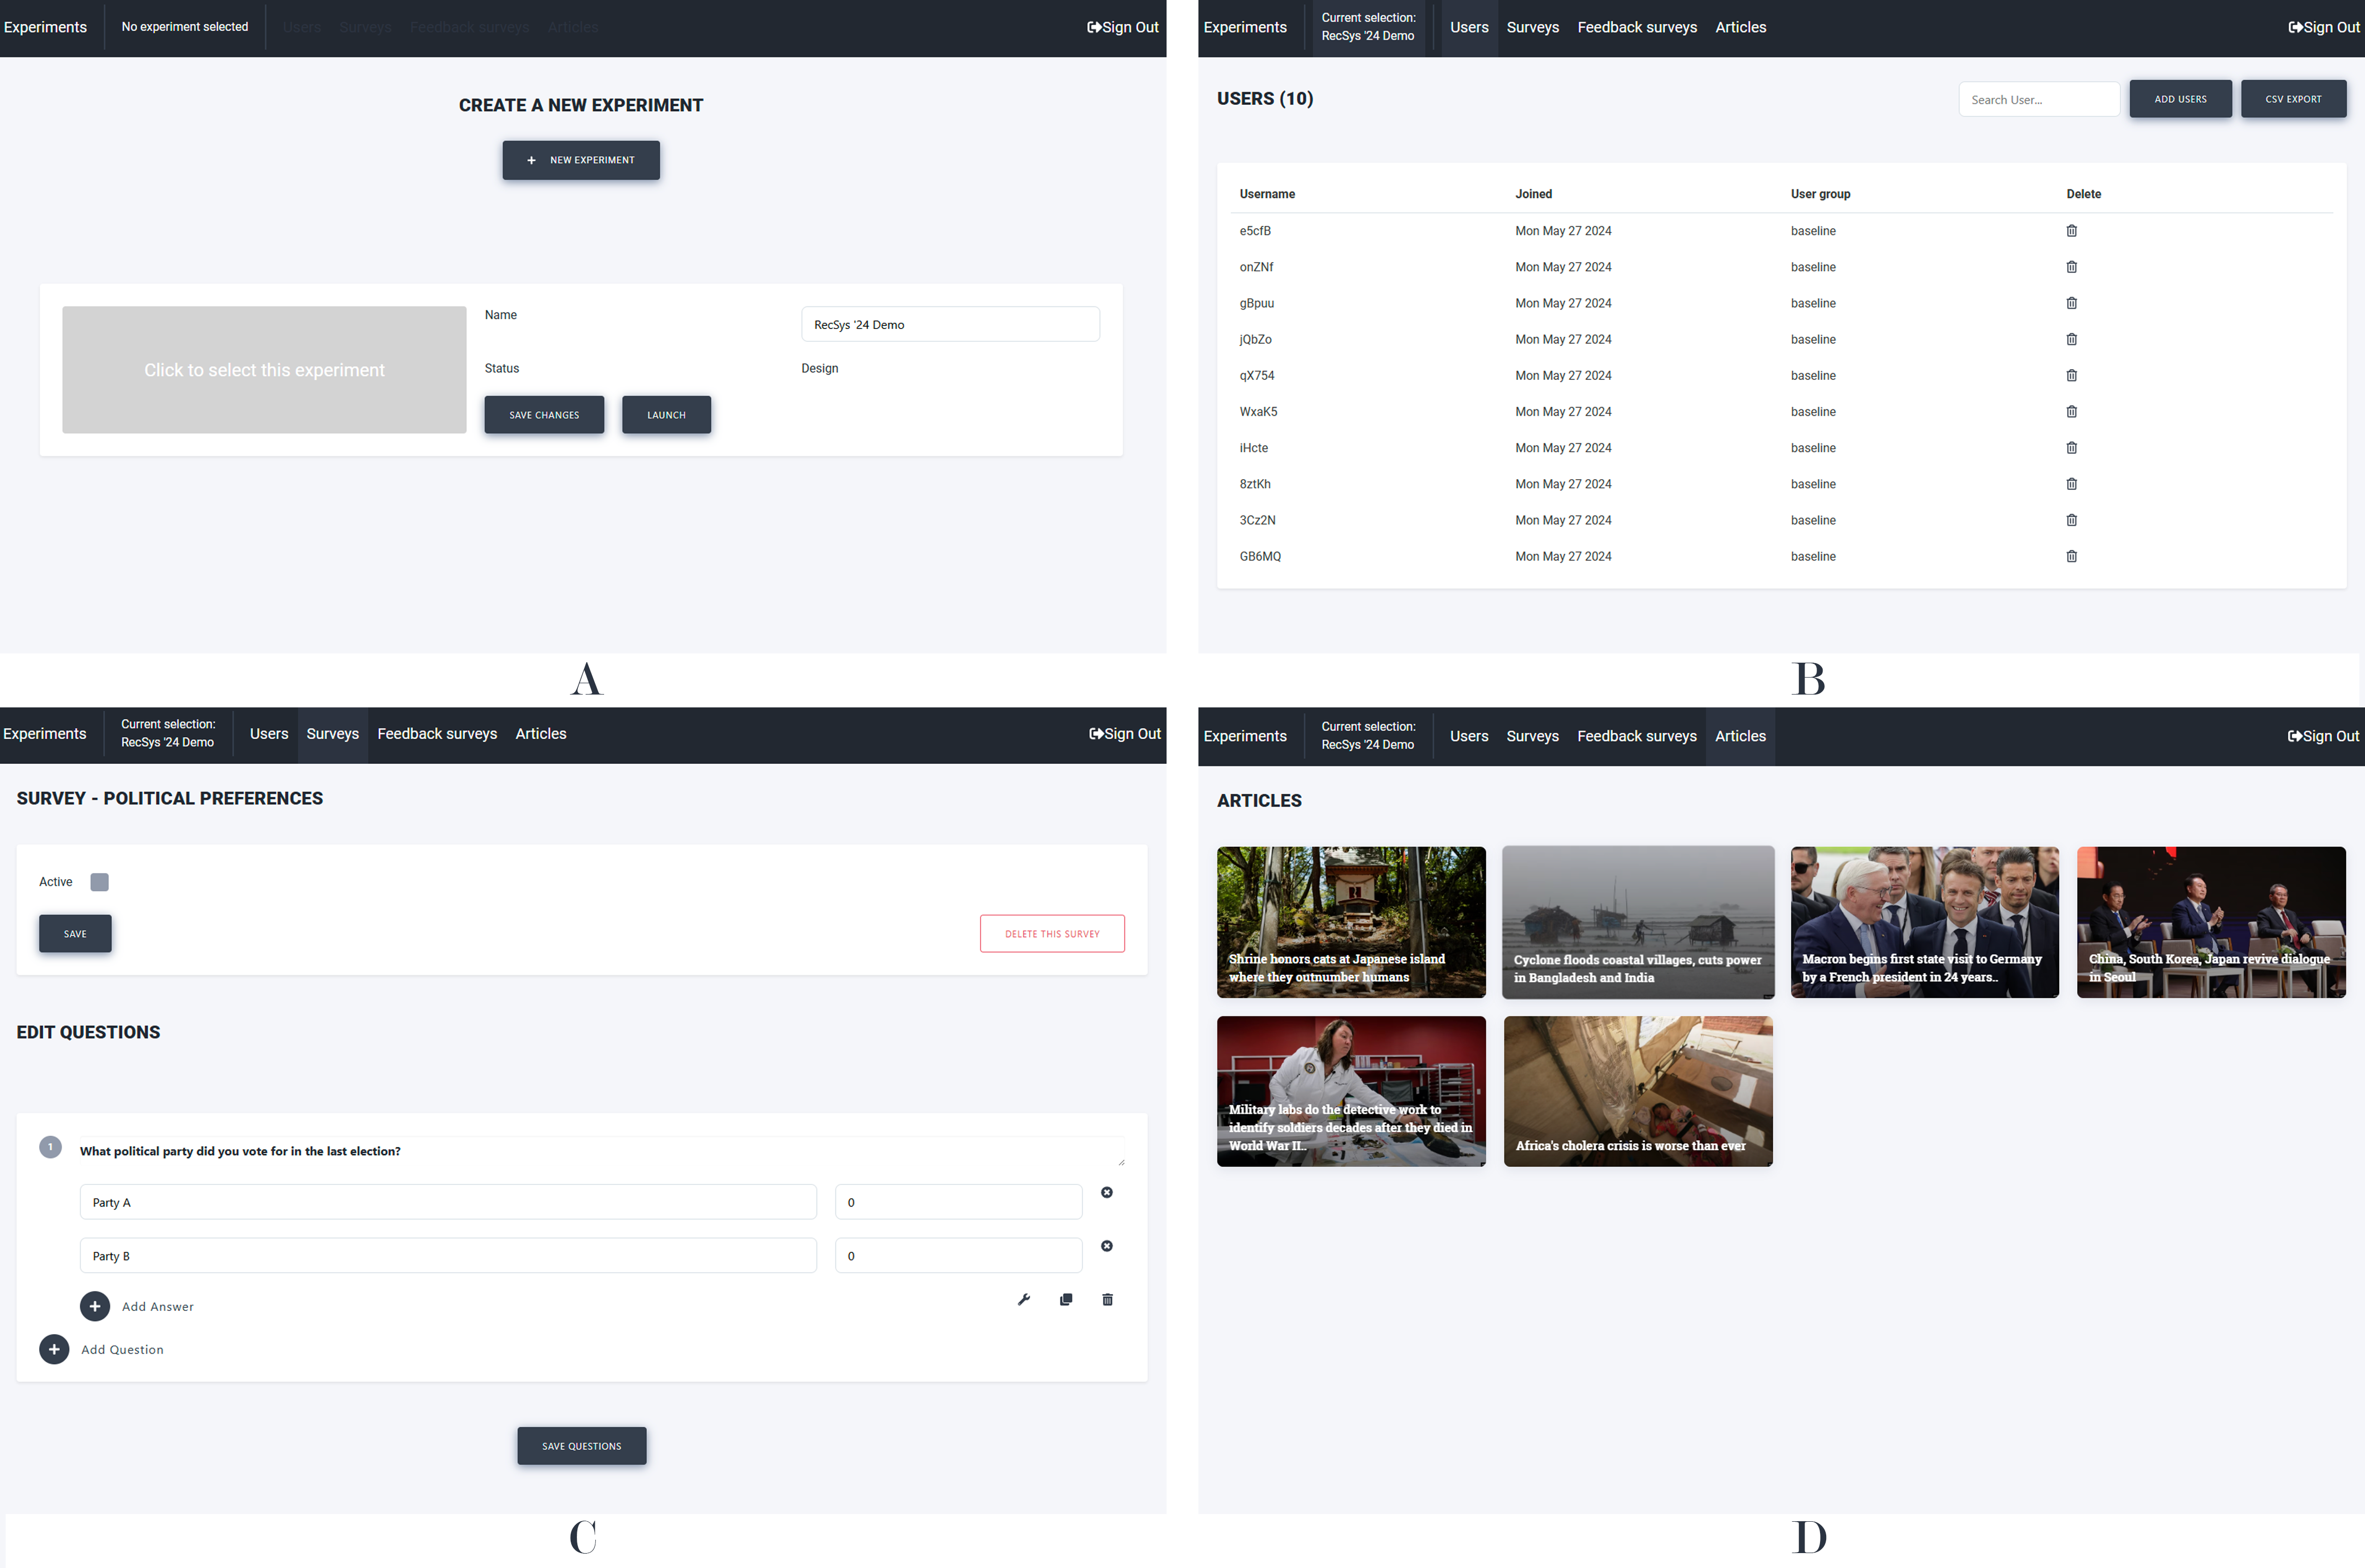 Experiments
No experiment selected
Users Surveys Feedback surveys Articles
Sign Out
CREATE A NEW EXPERIMENT
+ NEW EXPERIMENT
Click to select this experiment
Name
RecSys '24 Demo
Status
Design
SAVE CHANGES
LAUNCH
A
Experiments
Current selection:
RecSys '24 Demo
Users Surveys Feedback surveys Articles
Sign Out
USERS (10)
Search User...
ADD USERS
CSV EXPORT
Username Joined User group Delete
e5cfB Mon May 27 2024 baseline
onZNf Mon May 27 2024 baseline
gBpuu Mon May 27 2024 baseline
jQbZo Mon May 27 2024 baseline
qX754 Mon May 27 2024 baseline
WxaK5 Mon May 27 2024 baseline
iHcte Mon May 27 2024 baseline
8ztKh Mon May 27 2024 baseline
3Cz2N Mon May 27 2024 baseline
GB6MQ Mon May 27 2024 baseline
B
Experiments
Current selection:
RecSys '24 Demo
Users Surveys Feedback surveys Articles
Sign Out
SURVEY - POLITICAL PREFERENCES
Active
SAVE
DELETE THIS SURVEY
EDIT QUESTIONS
1 What political party did you vote for in the last election?
Party A 0
Party B 0
+ Add Answer
+ Add Question
SAVE QUESTIONS
C
Experiments
Current selection:
RecSys '24 Demo
Users Surveys Feedback surveys Articles
Sign Out
ARTICLES
Shrine honors cats at Japanese island
where they outnumber humans
Cyclone floods coastal villages, cuts power
in Bangladesh and India
Macron begins first state visit to Germany
by a French president in 24 years..
China, South Korea, Japan revive dialogue
in Seoul
Military labs do the detective work to
identify soldiers decades after they died in
World War II..
Africa's cholera crisis is worse than ever
D